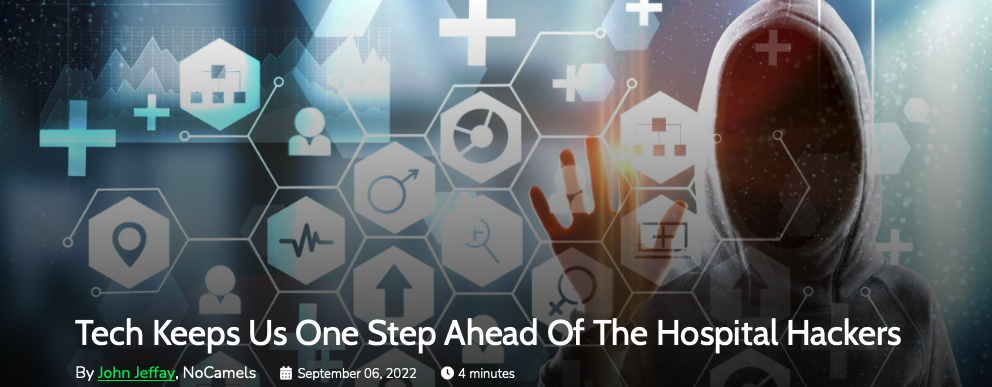 Tech Keeps Us One Step Ahead Of The Hospital Hackers
By John Jeffay, NoCamels September 06, 2022 4 minutes